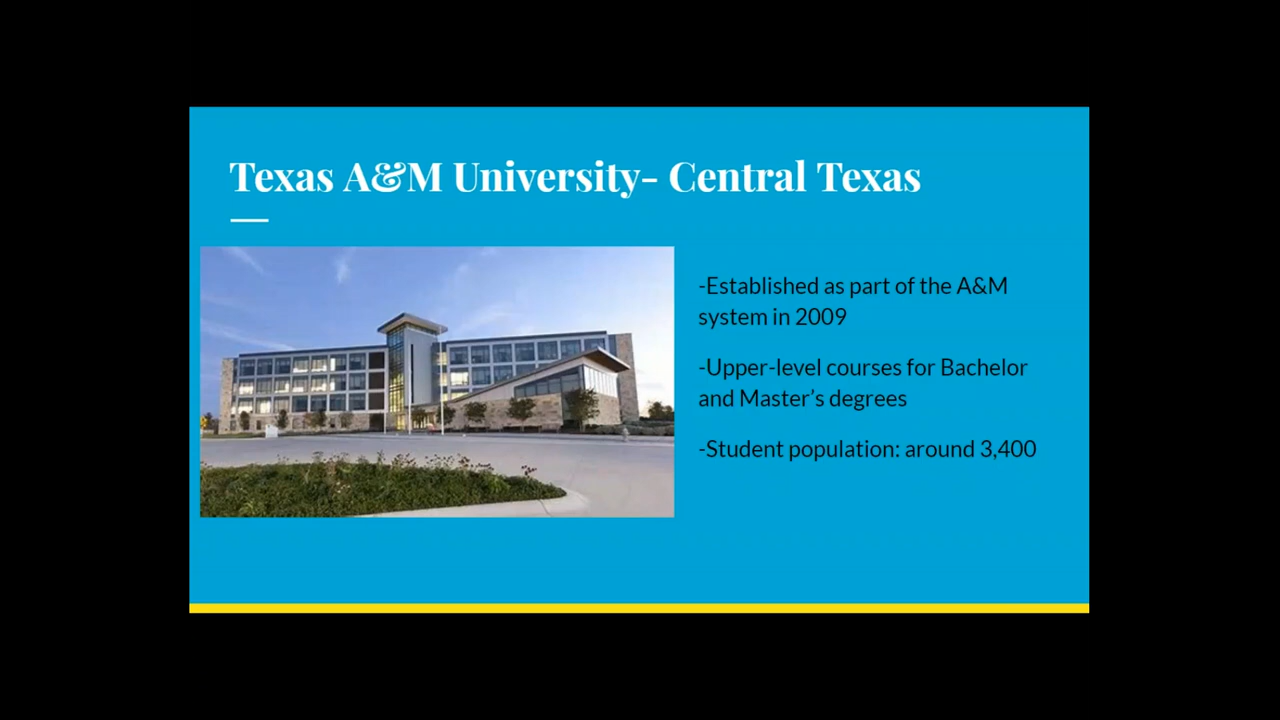 Texas A&M University- Central Texas
-Established as part of the A&M
system in 2009
-Upper-level courses for Bachelor
and Master’s degrees
-Student population: around 3,400